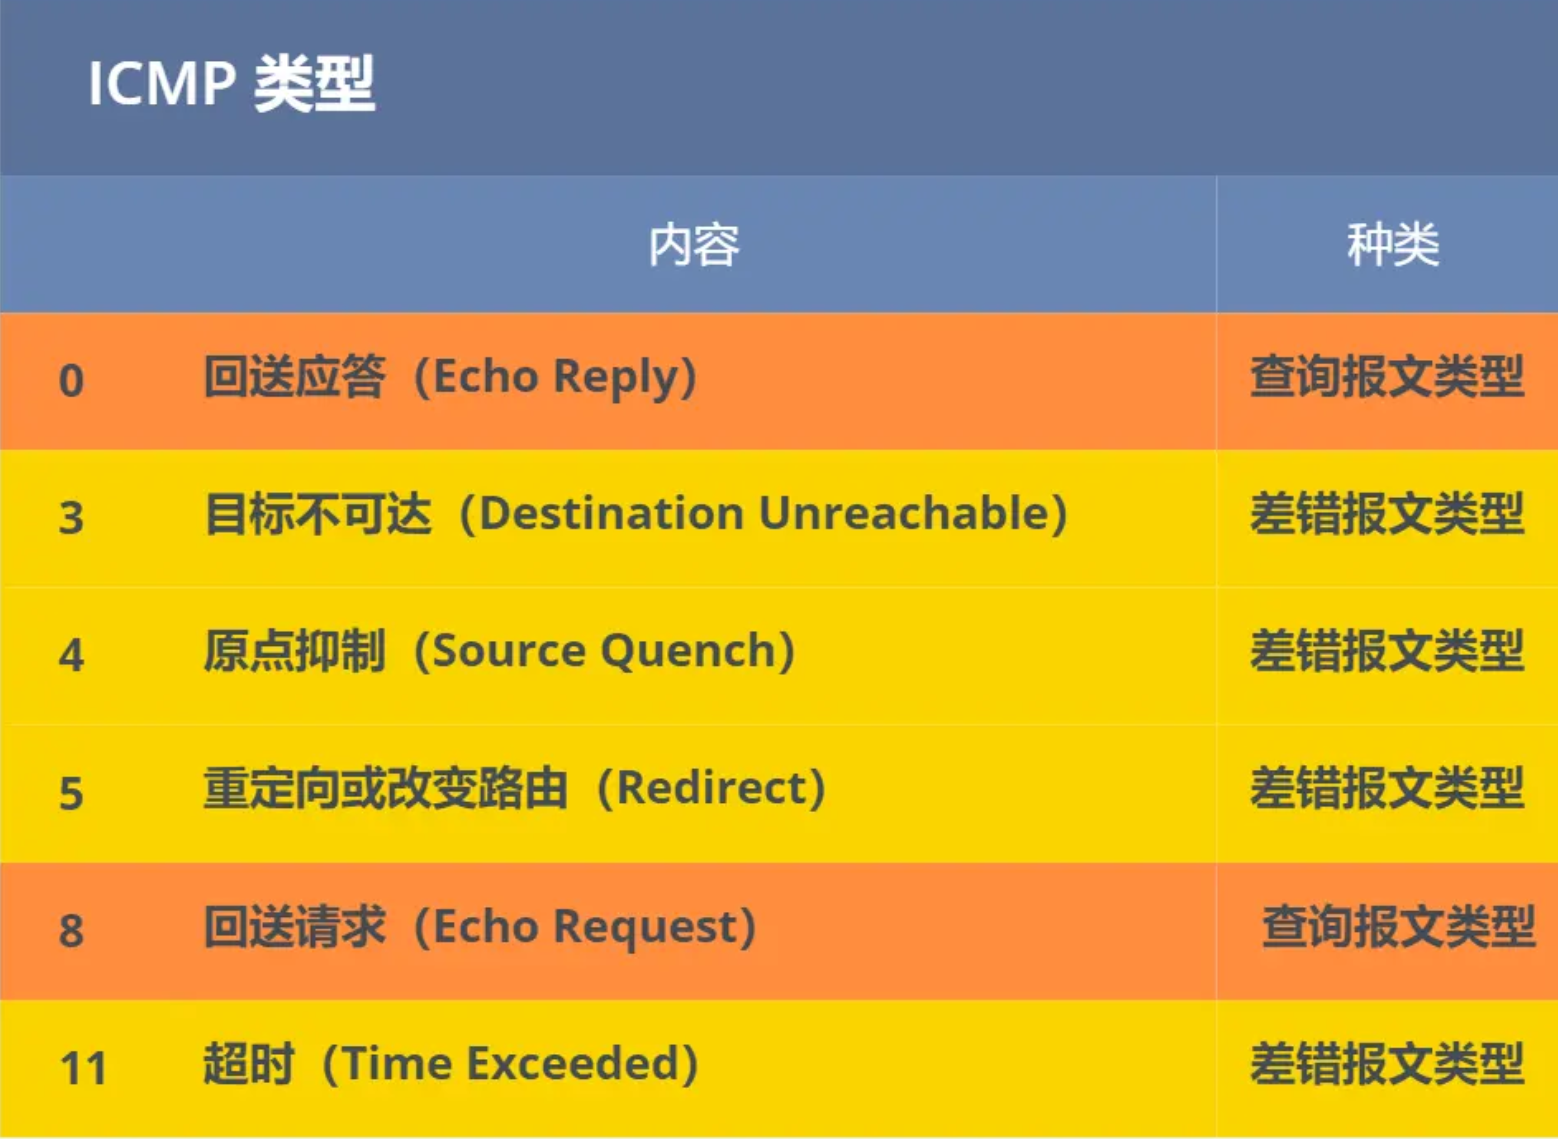 ICMP 类型
内容 种类
0 回送应答（Echo Reply） 查询报文类型
3 目标不可达（Destination Unreachable） 差错报文类型
4 原点抑制（Source Quench） 差错报文类型
5 重定向或改变路由（Redirect） 差错报文类型
8 回送请求（Echo Request） 查询报文类型
11 超时（Time Exceeded） 差错报文类型